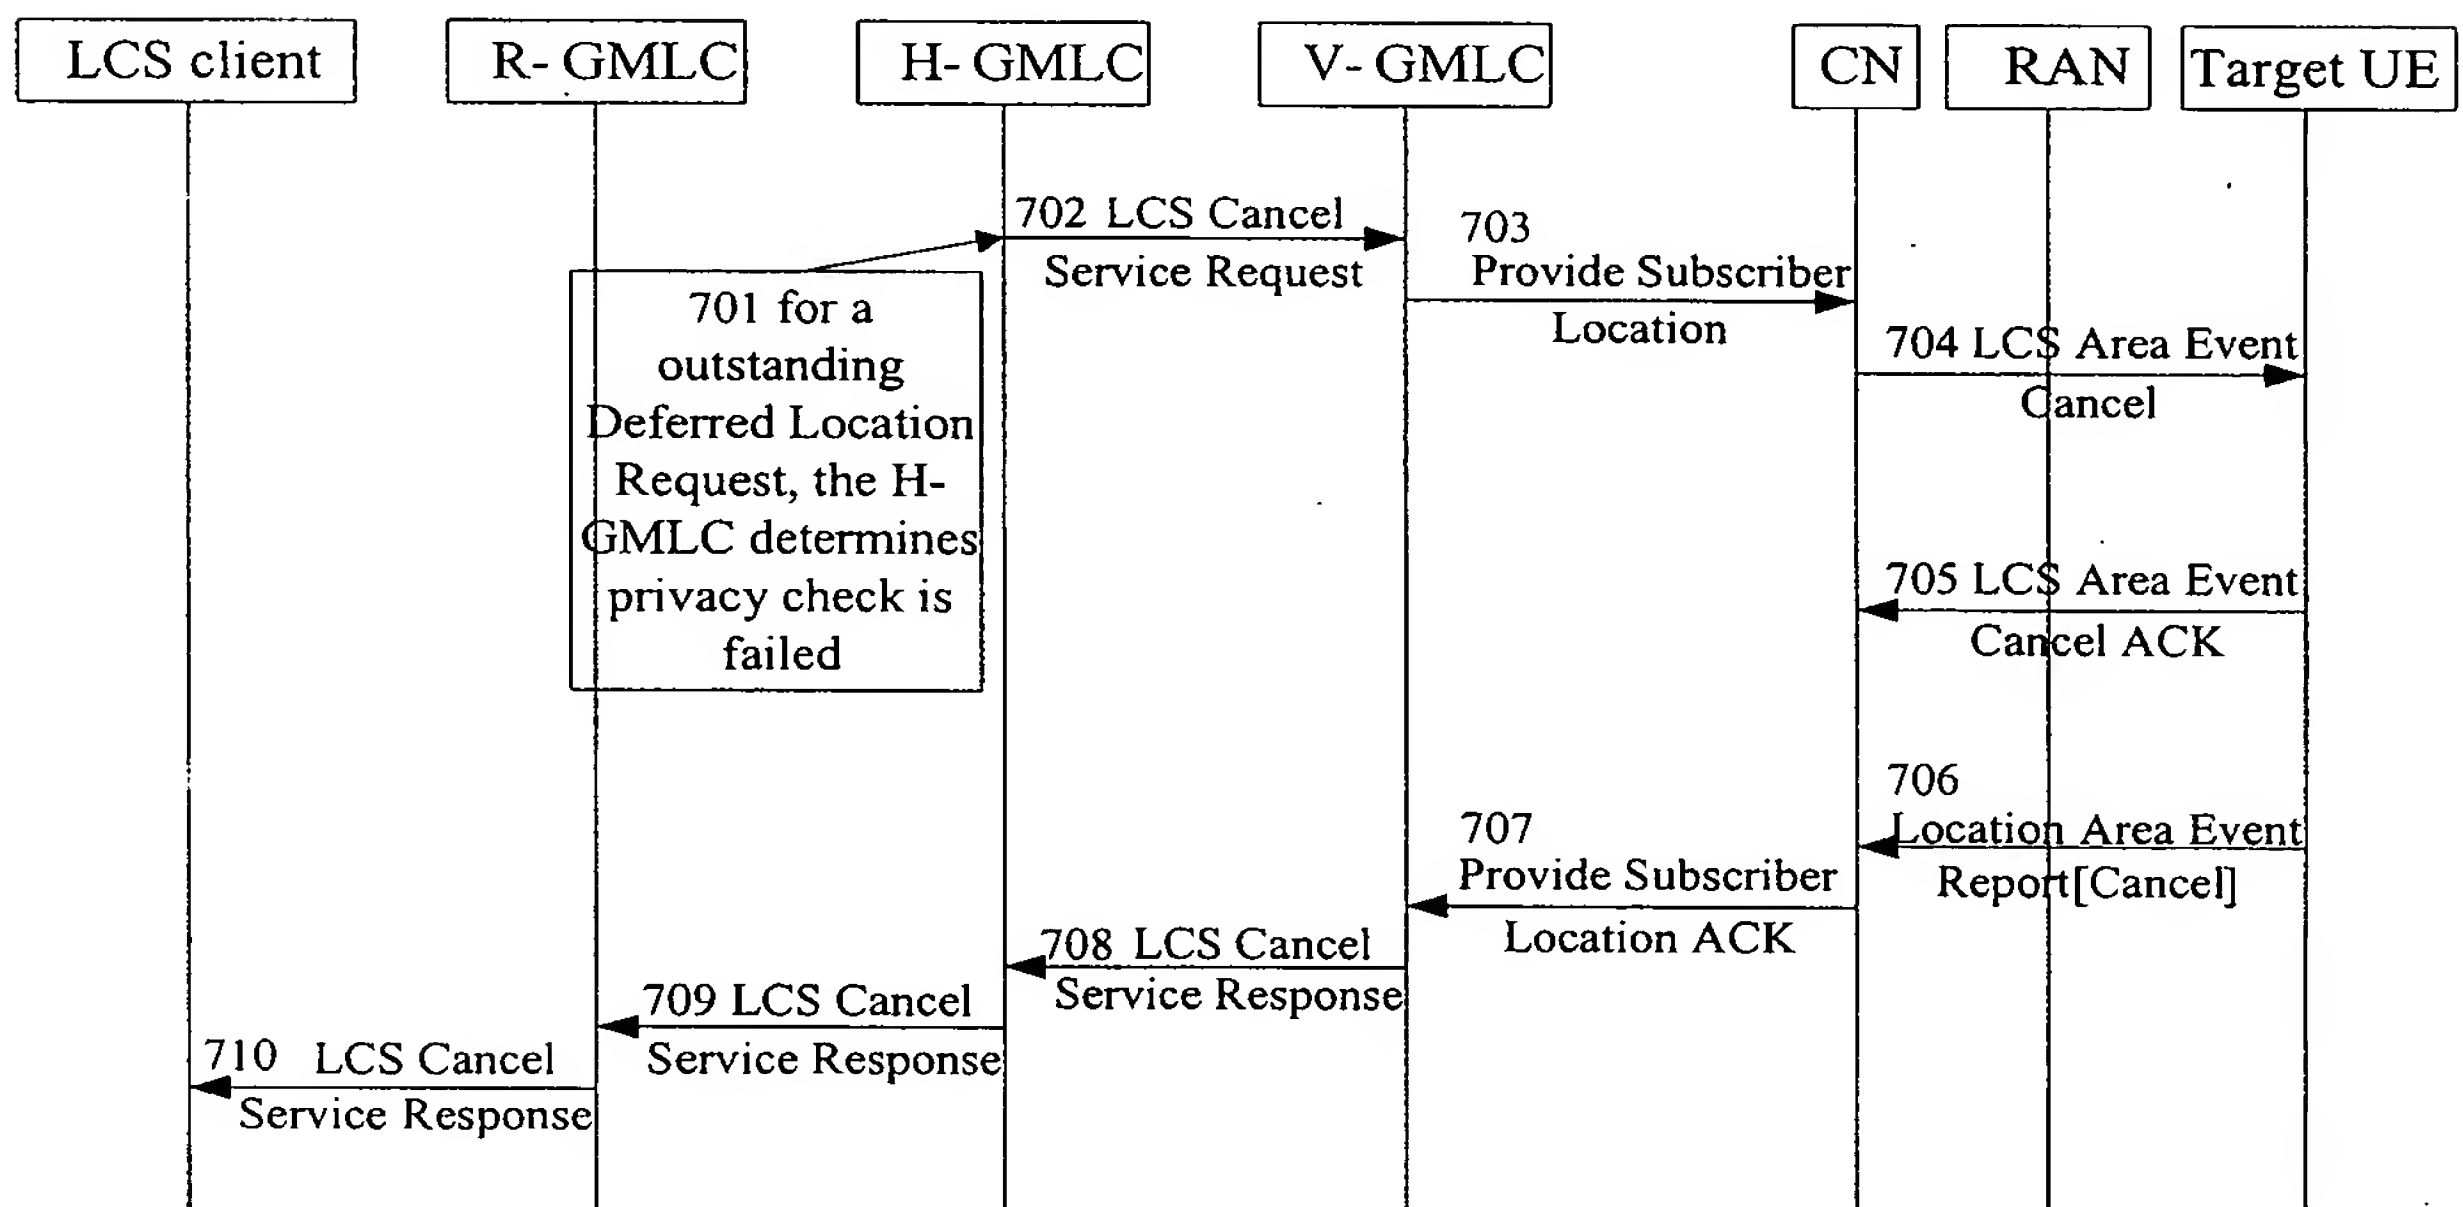 LCS client
R- GMLC
H- GMLC
V- GMLC
CN
RAN
Target UE
702 LCS Cancel
Service Request
703
Provide Subscriber
Location
701 for a
outstanding
Deferred Location
Request, the H-
GMLC determines
privacy check is
failed
704 LCS Area Event
Cancel
705 LCS Area Event
Cancel ACK
706
Location Area Event
Report[Cancel]
707
Provide Subscriber
Location ACK
708 LCS Cancel
Service Response
709 LCS Cancel
Service Response
710 LCS Cancel
Service Response